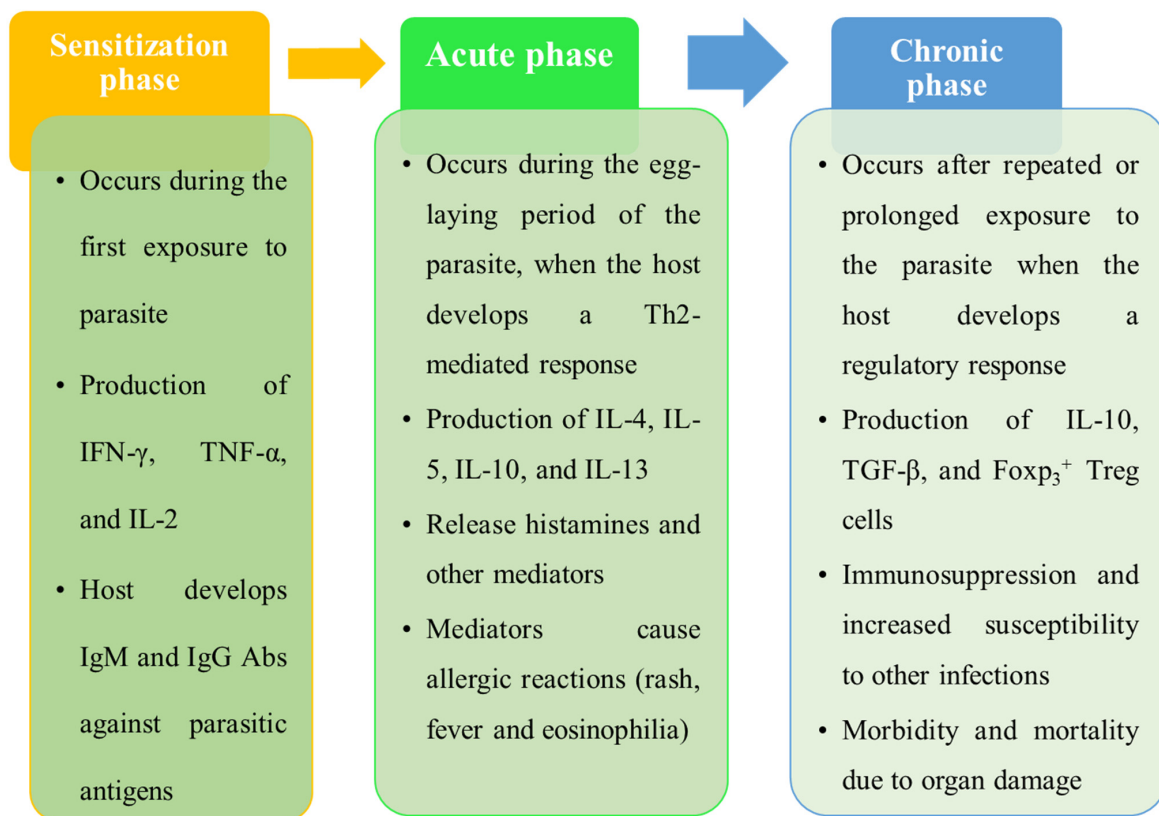 Sensitization
phase
• Occurs during the
first exposure to
parasite
• Production of
IFN-γ, TNF-α,
and IL-2
• Host develops
IgM and IgG Abs
against parasitic
antigens
Acute phase
• Occurs during the egg-
laying period of the
parasite, when the host
develops a Th2-
mediated response
• Production of IL-4, IL-
5, IL-10, and IL-13
• Release histamines and
other mediators
• Mediators cause
allergic reactions (rash,
fever and eosinophilia)
Chronic
phase
• Occurs after repeated or
prolonged exposure to
the parasite when the
host develops a
regulatory response
• Production of IL-10,
TGF-β, and Foxp₃⁺ Treg
cells
• Immunosuppression and
increased susceptibility
to other infections
• Morbidity and mortality
due to organ damage